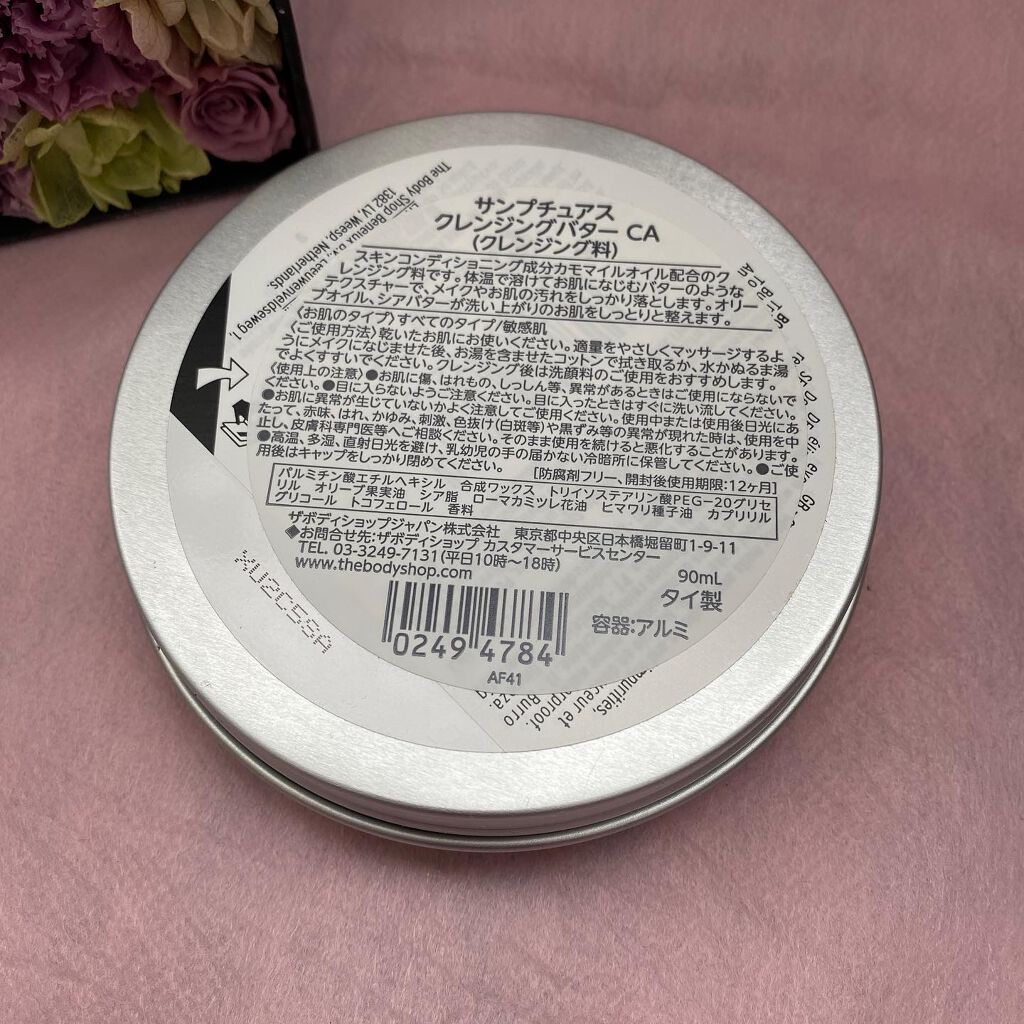 サンプチュアス
クレンジングバター CA
(クレンジング料)
スキンコンディショニング成分カモマイルオイル配合のク
レンジング料です。体温で溶けてお肌になじむバターのような
テクスチャーで、メイクやお肌の汚れをしっかり落とします。オリー
ブオイル、シアバターが洗い上がりのお肌をしっとりと整えます。
〈お肌のタイプ〉すべてのタイプ/敏感肌
〈ご使用方法〉乾いたお肌にお使いください。適量をやさしくマッサージするよ
うにメイクになじませた後、お湯を含ませたコットンで拭き取るか、水かぬるま湯
でよくすすいでください。クレンジング後は洗顔料のご使用をおすすめします。
〈使用上の注意〉●お肌に傷、はれもの、しっしん等、異常があるときはご使用にならないで
ください。●目に入らないようご注意ください。目に入ったときはすぐに洗い流してください。
●お肌に異常が生じていないかよく注意してご使用ください。使用中または使用後日光にあ
たって、赤味、はれ、かゆみ、刺激、色抜け(白斑等)や黒ずみ等の異常が現れた時は、使用を中
止し、皮膚科専門医等へご相談ください。そのまま使用を続けると悪化することがあります。
●高温、多湿、直射日光を避け、乳幼児の手の届かない冷暗所に保管してください。●ご使
用後はキャップをしっかり閉めてください。 [防腐剤フリー、開封後使用期限:12ヶ月]
パルミチン酸エチルヘキシル 合成ワックス トリイソステアリン酸PEG-20グリセ
リル オリーブ果実油 シア脂 ローマカミツレ花油 ヒマワリ種子油 カプリリル
グリコール トコフェロール 香料
ザボディショップジャパン株式会社 東京都中央区日本橋堀留町1-9-11
◆お問合せ先:ザボディショップ カスタマーサービスセンター
TEL 03-3249-7131(平日10時~18時)
www.thebodyshop.com
90mL
タイ製
容器:アルミ
0249 4784
AF41
The Body Shop Benelux B.V., Leeuwenveldseweg 1,
1382 LV Weesp, Netherlands.
XU2059A
impurities,